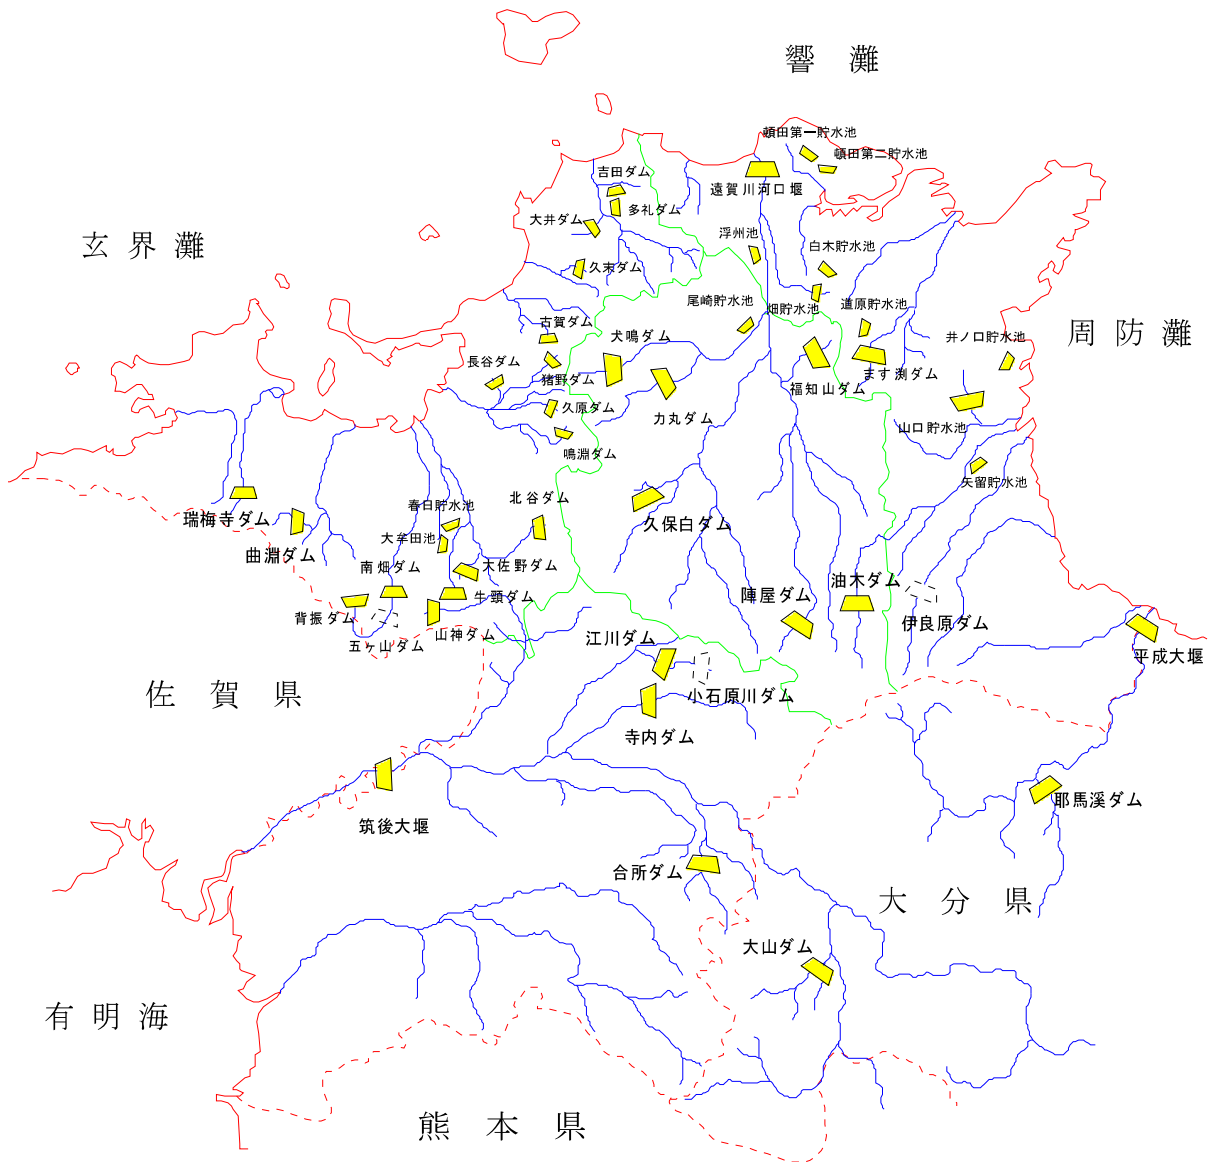 響灘
頓田第一貯水池
頓田第二貯水池
吉田ダム
遠賀川河口堰
多礼ダム
大井ダム
浮州池
玄界灘
白木貯水池
久末ダム
尾崎貯水池
畑貯水池
道原貯水池
古賀ダム
犬鳴ダム
周防灘
井ノ口貯水池
長谷ダム
猪野ダム
ます渕ダム
福知山ダム
久原ダム
力丸ダム
山口貯水池
鳴淵ダム
矢留貯水池
北谷ダム
春日貯水池
瑞梅寺ダム
久保白ダム
大牟田池
曲淵ダム
南畑ダム
天佐野ダム
油木ダム
陣屋ダム
牛頸ダム
背振ダム
伊良原ダム
山神ダム
江川ダム
五ヶ山ダム
平成大堰
佐賀県
小石原川ダム
寺内ダム
耶馬溪ダム
筑後大堰
合所ダム
大分県
大山ダム
有明海
熊本県